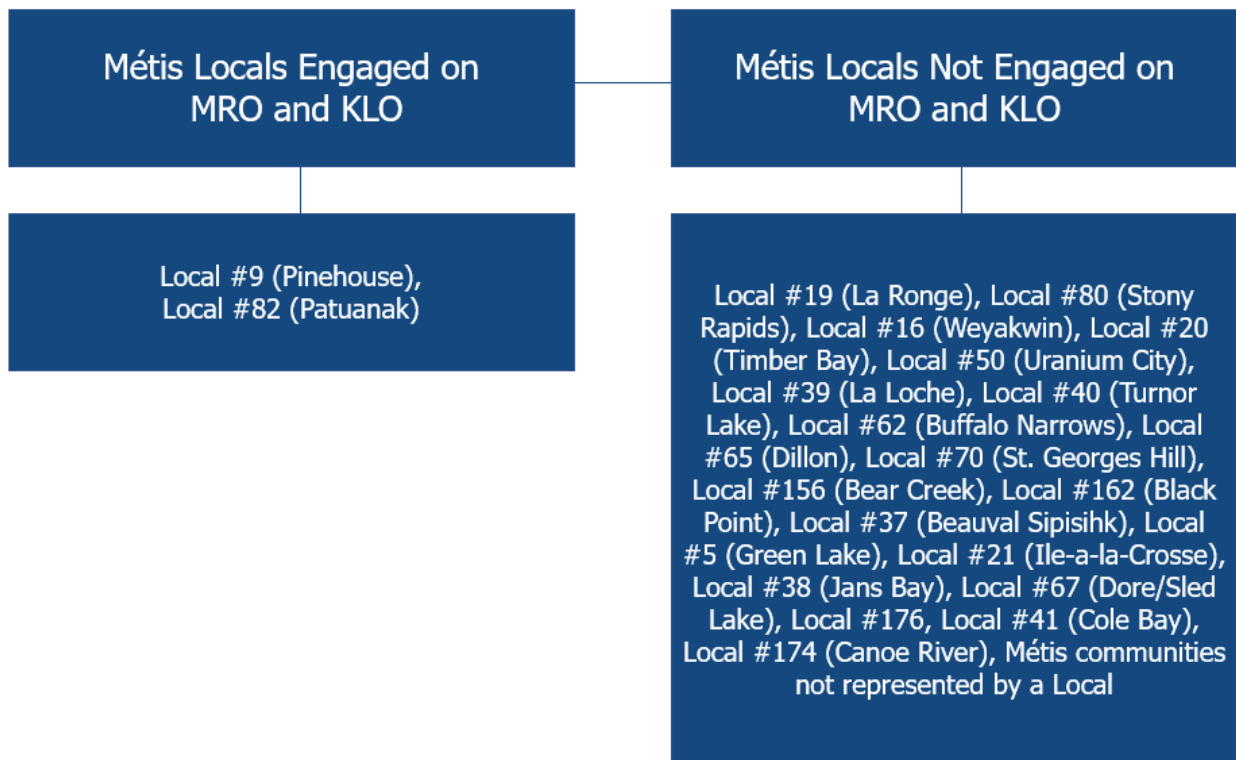 Métis Locals Engaged on
MRO and KLO
Métis Locals Not Engaged on
MRO and KLO
Local #9 (Pinehouse),
Local #82 (Patuanak)
Local #19 (La Ronge), Local #80 (Stony
Rapids), Local #16 (Weyakwin), Local #20
(Timber Bay), Local #50 (Uranium City),
Local #39 (La Loche), Local #40 (Turnor
Lake), Local #62 (Buffalo Narrows), Local
#65 (Dillon), Local #70 (St. Georges Hill),
Local #156 (Bear Creek), Local #162 (Black
Point), Local #37 (Beauval Sipisihk), Local
#5 (Green Lake), Local #21 (Ile-a-la-Crosse),
Local #38 (Jans Bay), Local #67 (Dore/Sled
Lake), Local #176, Local #41 (Cole Bay),
Local #174 (Canoe River), Métis communities
not represented by a Local